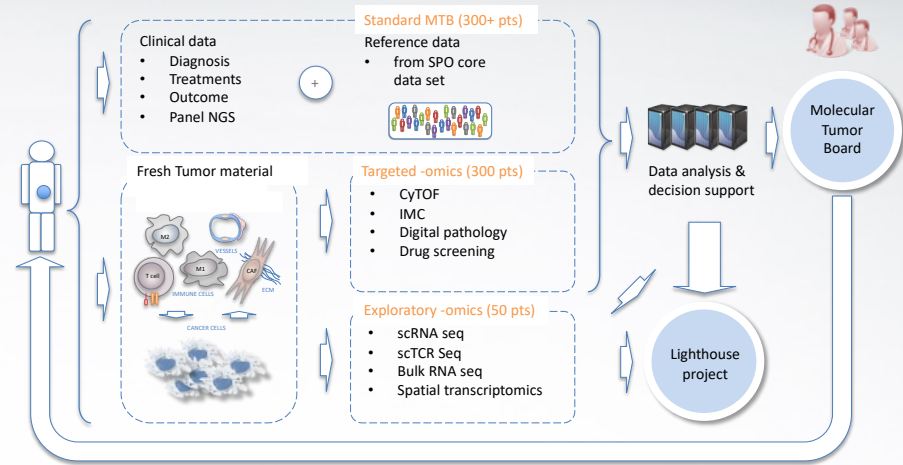 Standard MTB (300+ pts)
Clinical data
• Diagnosis
• Treatments
• Outcome
• Panel NGS
+
Reference data
• from SPO core
data set
Molecular
Tumor
Board
Data analysis &
decision support
Fresh Tumor material
M2
VESSELS
T cell
M1
CAF
IMMUNE CELLS
ECM
CANCER CELLS
Targeted -omics (300 pts)
• CyTOF
• IMC
• Digital pathology
• Drug screening
Exploratory -omics (50 pts)
• scRNA seq
• scTCR Seq
• Bulk RNA seq
• Spatial transcriptomics
Lighthouse
project